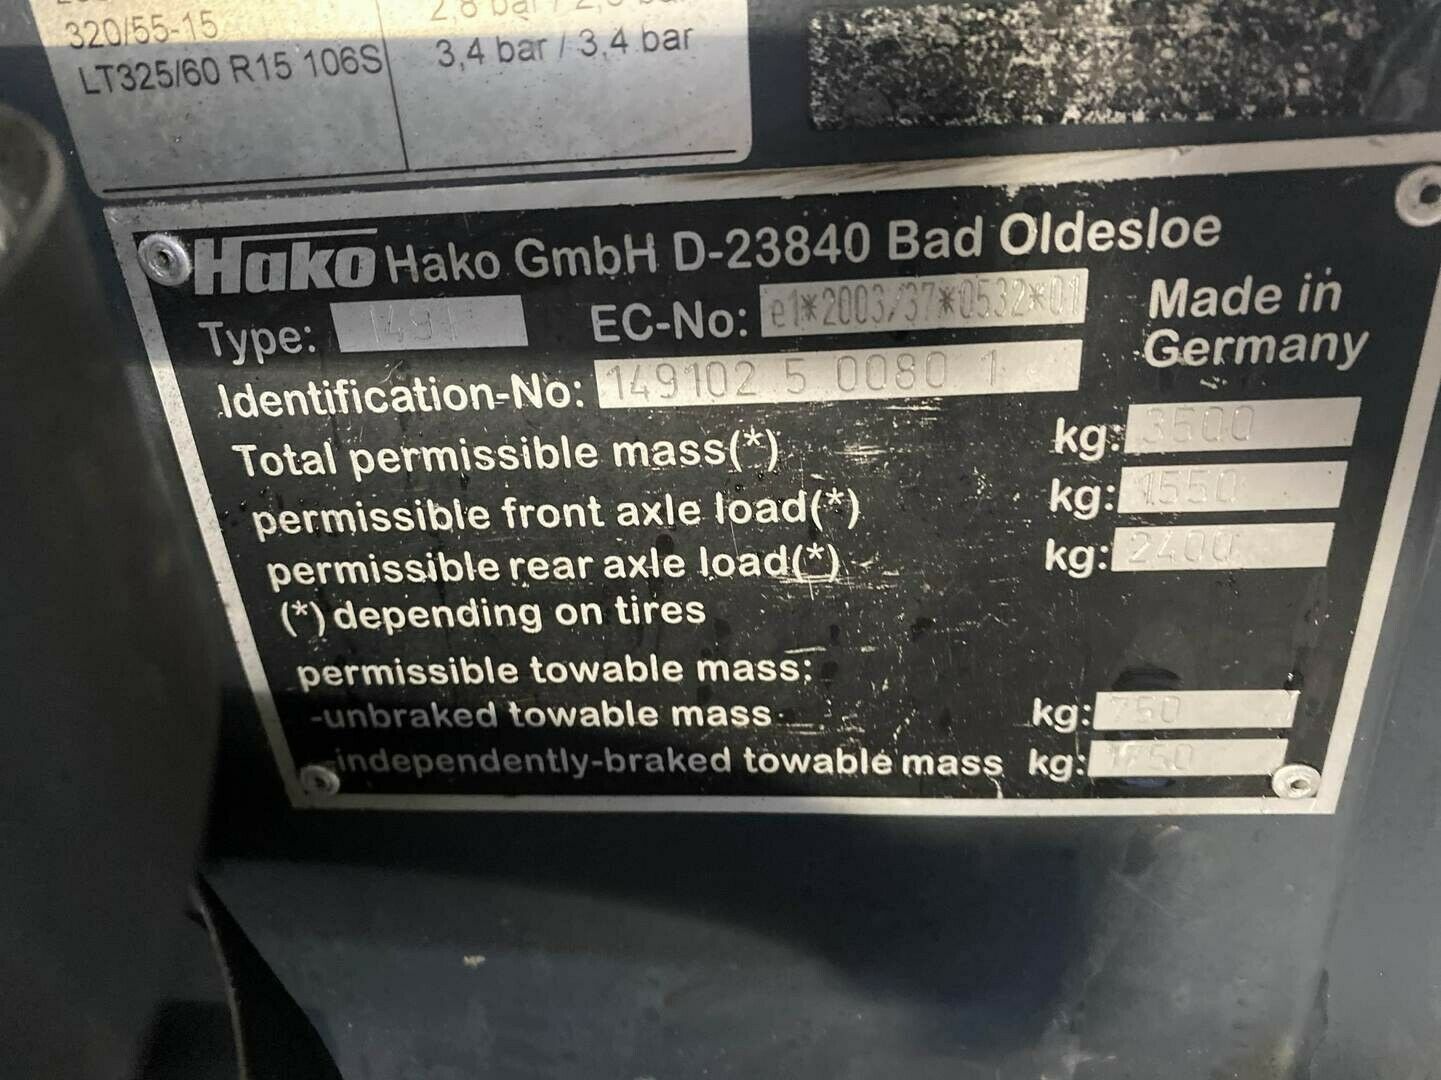 320/55-15
LT325/60 R15 106S 3,4 bar / 3,4 bar
Hako Hako GmbH D-23840 Bad Oldesloe
Type: 1491 EC-No: e1*2003/37*0532*01 Made in
Germany
Identification-No: 149102 5 0080 1
Total permissible mass(*) kg: 3500
permissible front axle load(*) kg: 1550
permissible rear axle load(*) kg: 2400
(*) depending on tires
permissible towable mass:
-unbraked towable mass kg: 750
-independently-braked towable mass kg: 1750